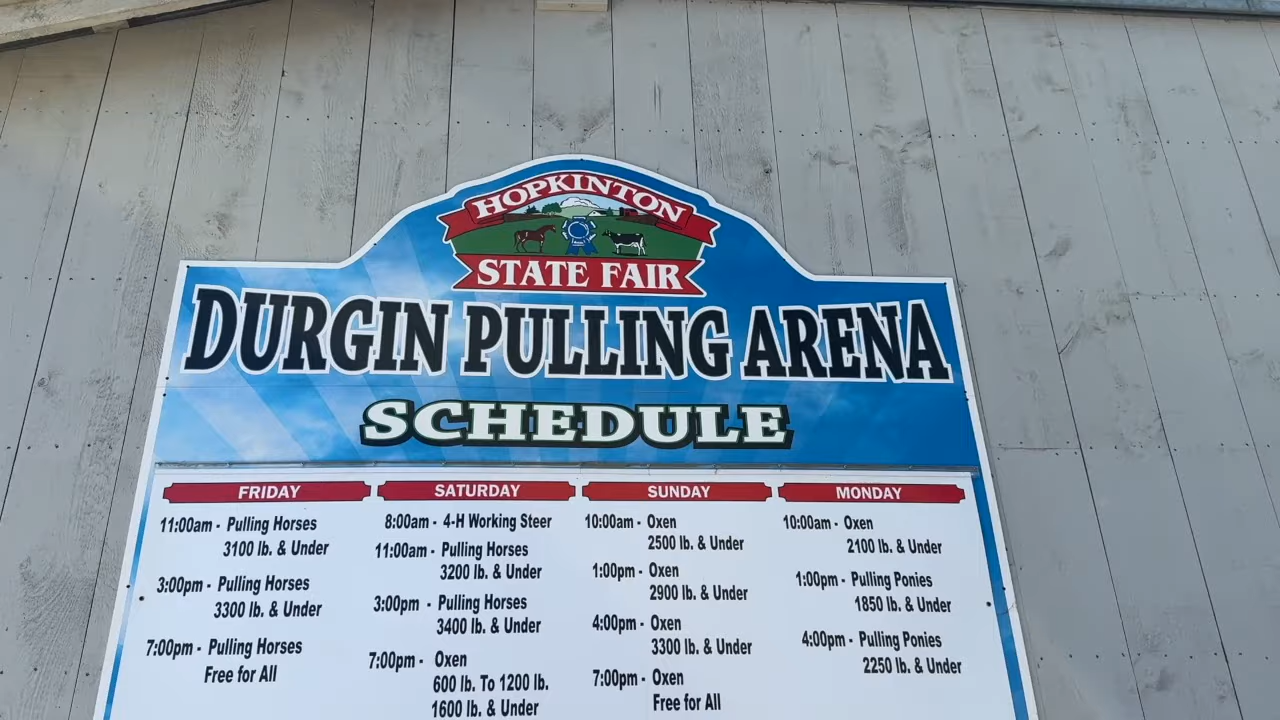 HOPKINTON
STATE FAIR
DURGIN PULLING ARENA
SCHEDULE
FRIDAY
11:00am - Pulling Horses
3100 lb. & Under
3:00pm - Pulling Horses
3300 lb. & Under
7:00pm - Pulling Horses
Free for All
SATURDAY
8:00am - 4-H Working Steer
11:00am - Pulling Horses
3200 lb. & Under
3:00pm - Pulling Horses
3400 lb. & Under
7:00pm - Oxen
600 lb. To 1200 lb.
1600 lb. & Under
SUNDAY
10:00am - Oxen
2500 lb. & Under
1:00pm - Oxen
2900 lb. & Under
4:00pm - Oxen
3300 lb. & Under
7:00pm - Oxen
Free for All
MONDAY
10:00am - Oxen
2100 lb. & Under
1:00pm - Pulling Ponies
1850 lb. & Under
4:00pm - Pulling Ponies
2250 lb. & Under